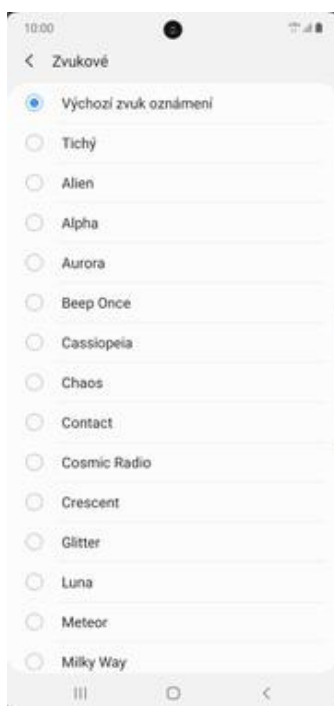 10:00
Zvukové
Výchozí zvuk oznámení
Tichý
Alien
Alpha
Aurora
Beep Once
Cassiopeia
Chaos
Contact
Cosmic Radio
Crescent
Glitter
Luna
Meteor
Milky Way